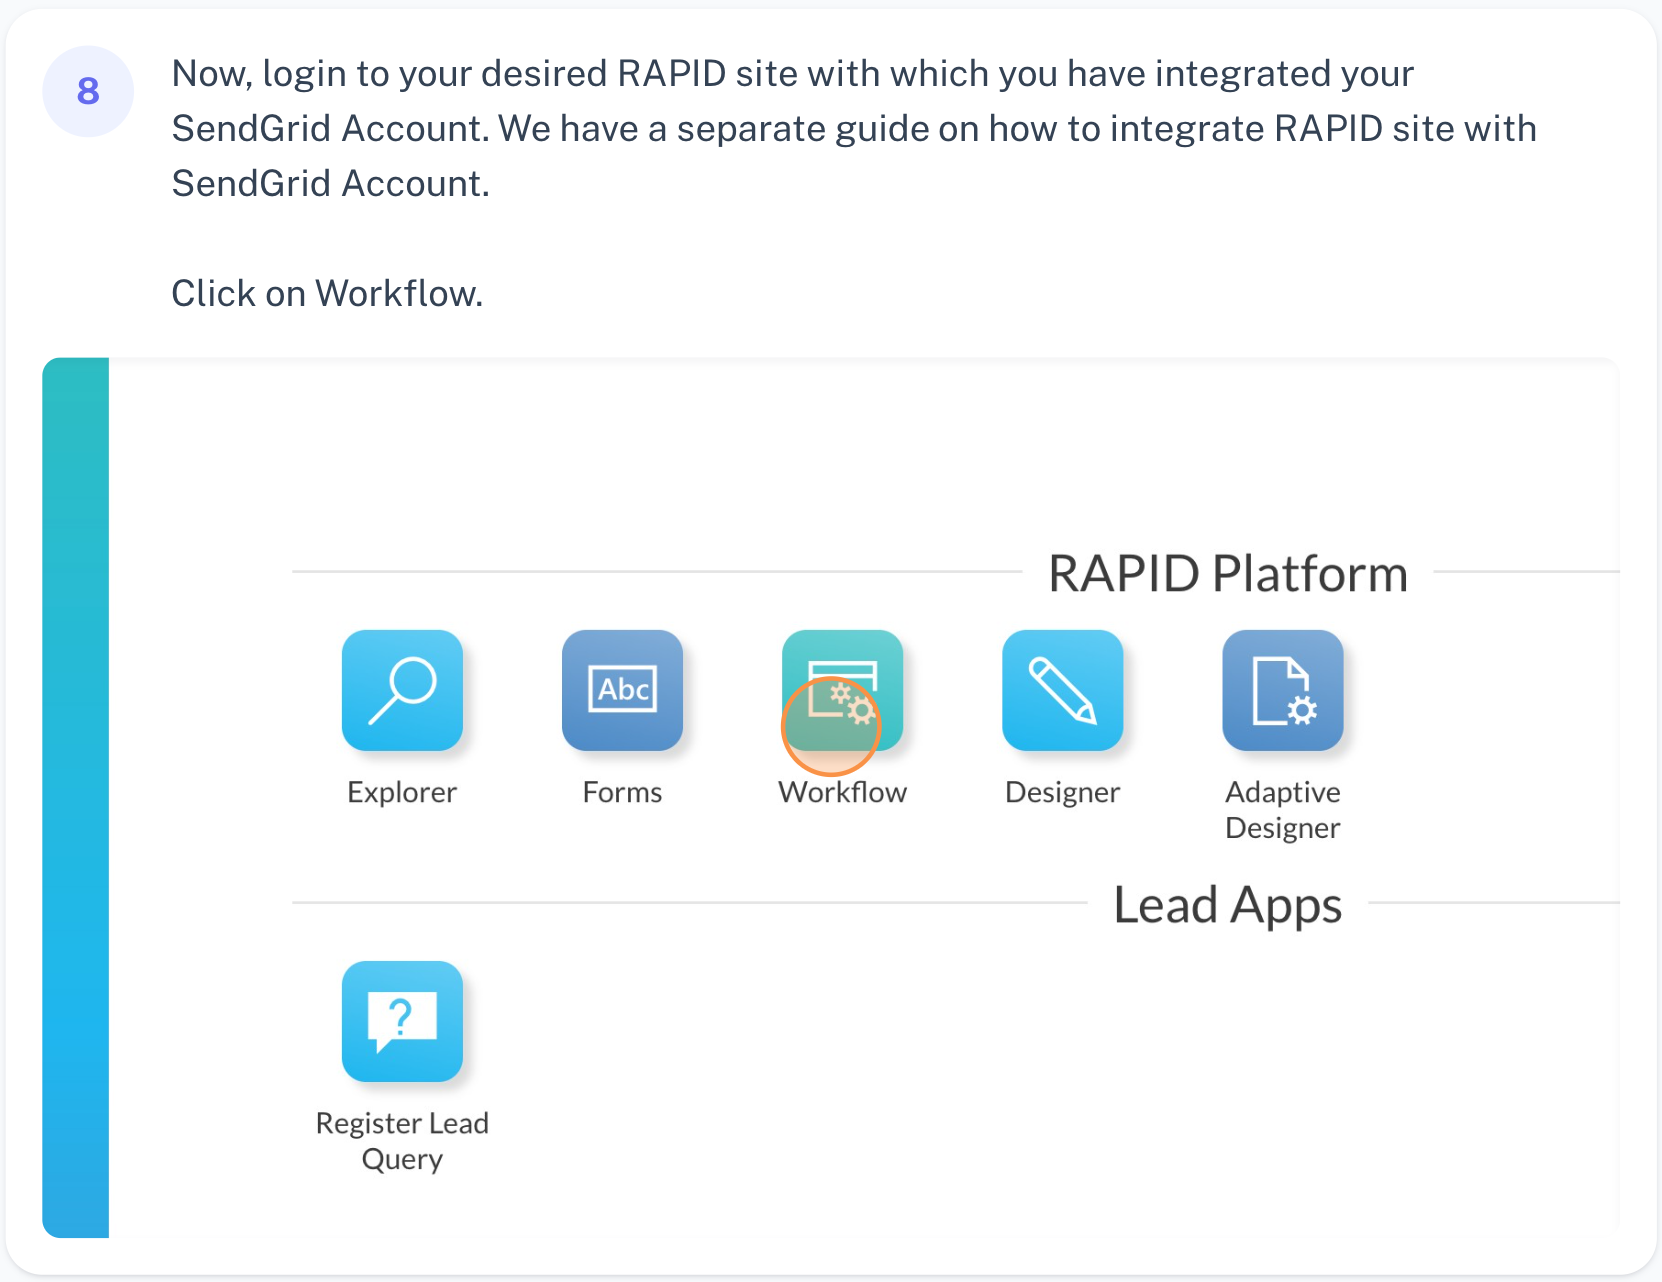 8
Now, login to your desired RAPID site with which you have integrated your
SendGrid Account. We have a separate guide on how to integrate RAPID site with
SendGrid Account.
Click on Workflow.
RAPID Platform
Abc
Explorer
Forms
Workflow
Designer
Adaptive
Designer
Lead Apps
?
Register Lead
Query